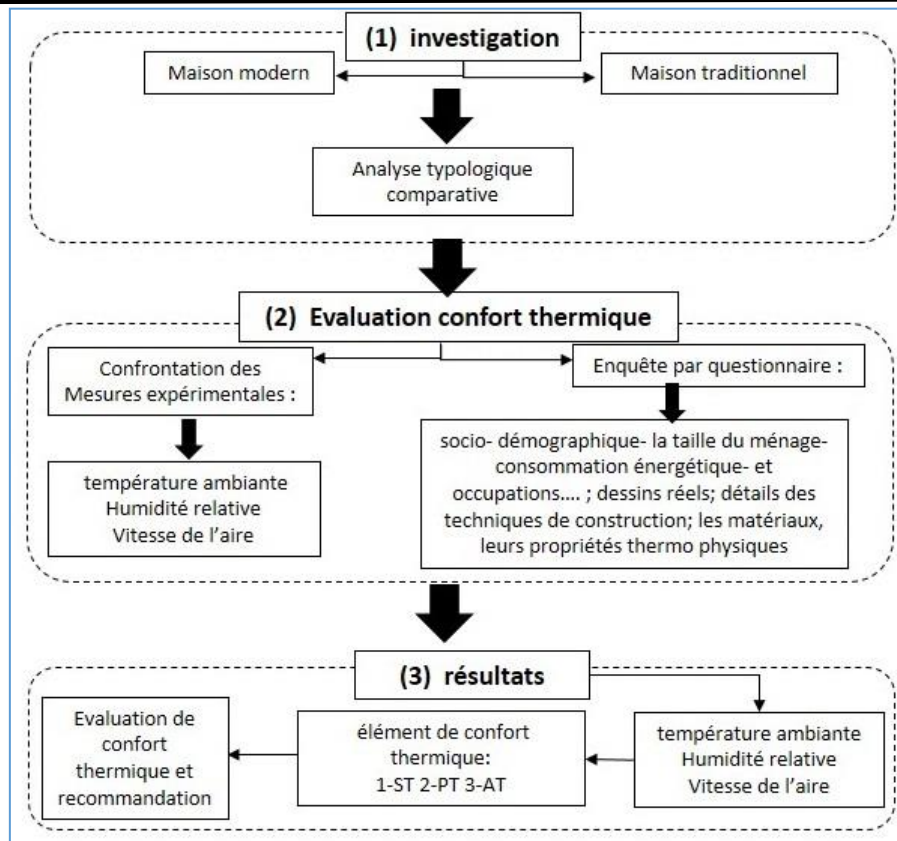 (1) investigation
Maison modern
Maison traditionnel
Analyse typologique
comparative
(2) Evaluation confort thermique
Confrontation des
Mesures expérimentales :
Enquête par questionnaire :
température ambiante
Humidité relative
Vitesse de l’aire
socio- démographique- la taille du ménage-
consommation énergétique- et
occupations.... ; dessins réels; détails des
techniques de construction; les matériaux,
leurs propriétés thermo physiques
(3) résultats
Evaluation de
confort
thermique et
recommandation
élément de confort
thermique:
1-ST 2-PT 3-AT
température ambiante
Humidité relative
Vitesse de l’aire